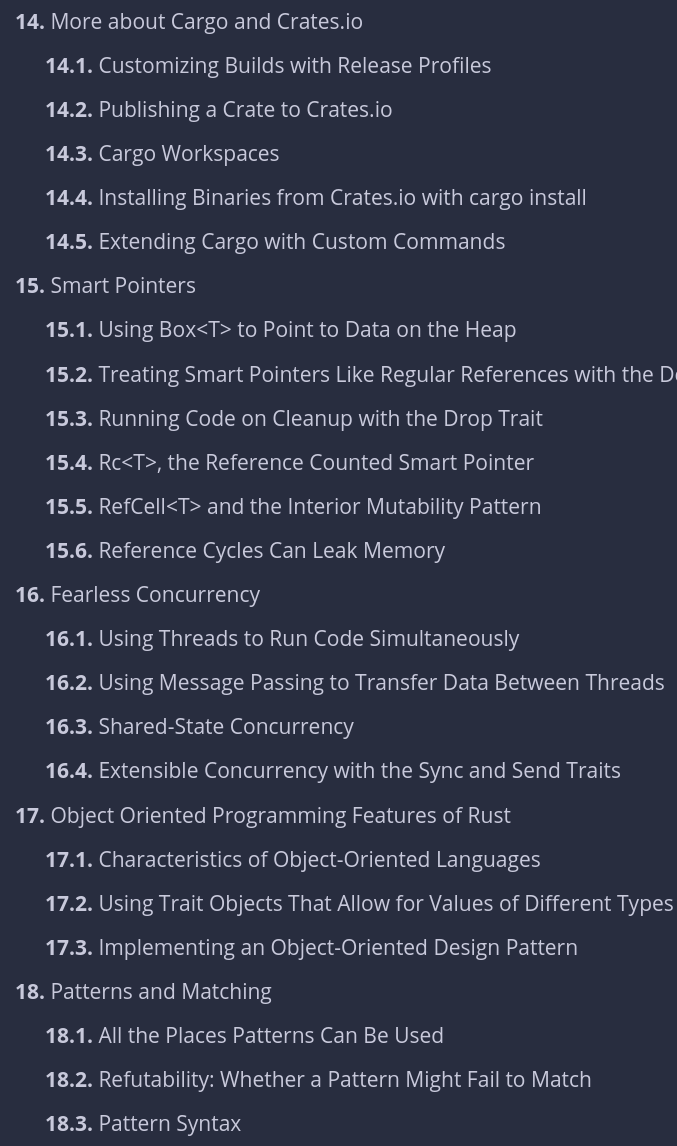 14. More about Cargo and Crates.io
14.1. Customizing Builds with Release Profiles
14.2. Publishing a Crate to Crates.io
14.3. Cargo Workspaces
14.4. Installing Binaries from Crates.io with cargo install
14.5. Extending Cargo with Custom Commands
15. Smart Pointers
15.1. Using Box<T> to Point to Data on the Heap
15.2. Treating Smart Pointers Like Regular References with the
15.3. Running Code on Cleanup with the Drop Trait
15.4. Rc<T>, the Reference Counted Smart Pointer
15.5. RefCell<T> and the Interior Mutability Pattern
15.6. Reference Cycles Can Leak Memory
16. Fearless Concurrency
16.1. Using Threads to Run Code Simultaneously
16.2. Using Message Passing to Transfer Data Between Threads
16.3. Shared-State Concurrency
16.4. Extensible Concurrency with the Sync and Send Traits
17. Object Oriented Programming Features of Rust
17.1. Characteristics of Object-Oriented Languages
17.2. Using Trait Objects That Allow for Values of Different Types
17.3. Implementing an Object-Oriented Design Pattern
18. Patterns and Matching
18.1. All the Places Patterns Can Be Used
18.2. Refutability: Whether a Pattern Might Fail to Match
18.3. Pattern Syntax